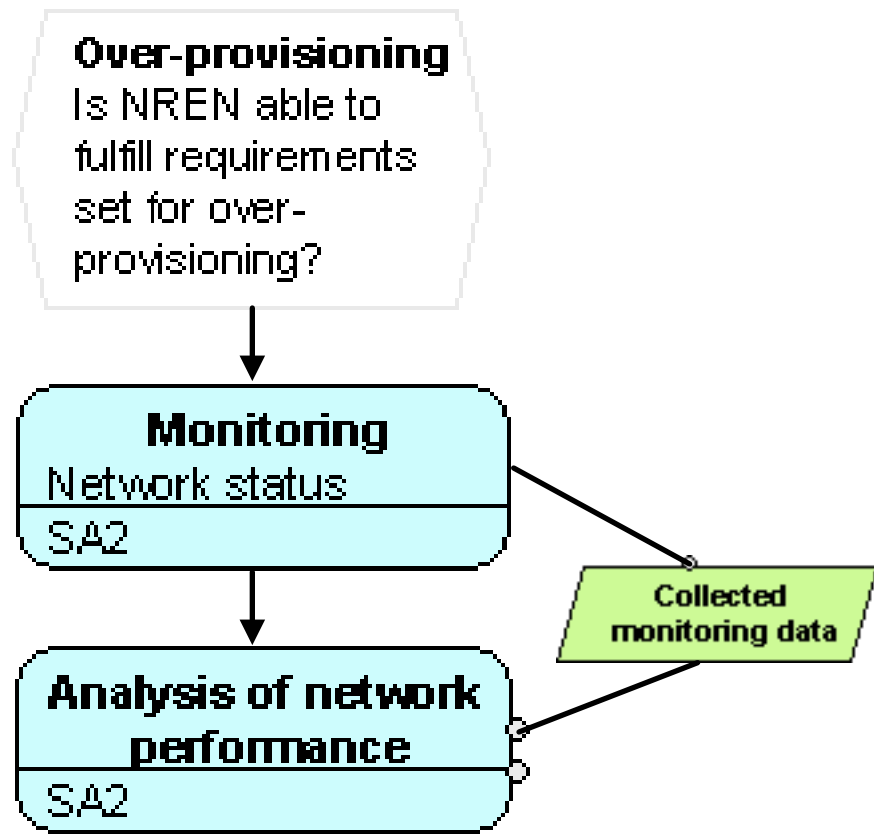 Over-provisioning
Is NREN able to
fulfill requirements
set for over-
provisioning?
Monitoring
Network status
SA2
Collected
monitoring data
Analysis of network
performance
SA2